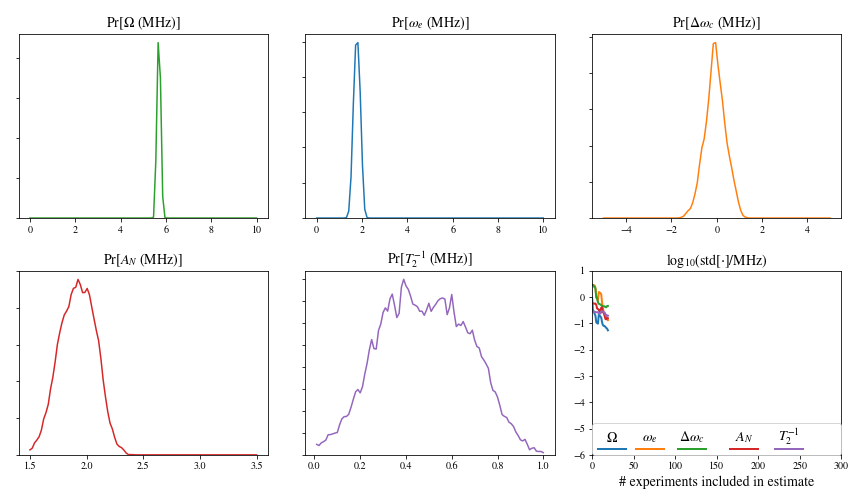 Pr[Ω (MHz)]
Pr[ωₑ (MHz)]
Pr[Δω_c (MHz)]
0 2 4 6 8 10
0 2 4 6 8 10
−4 −2 0 2 4
Pr[A_N (MHz)]
Pr[T₂⁻¹ (MHz)]
log₁₀(std[·]/MHz)
1
0
−1
−2
−3
−4
−5
−6
Ω ωₑ Δω_c A_N T₂⁻¹
1.5 2.0 2.5 3.0 3.5
0.0 0.2 0.4 0.6 0.8 1.0
0 50 100 150 200 250 300
# experiments included in estimate